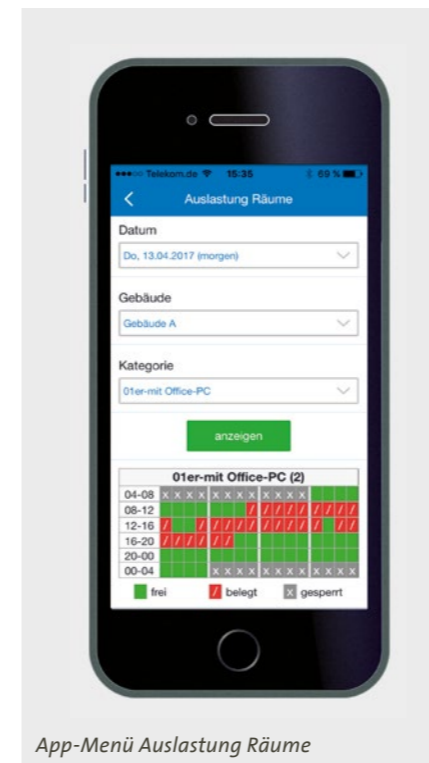 Telekom.de 15:35 69 %
Auslastung Räume
Datum
Do, 13.04.2017 (morgen)
Gebäude
Gebäude A
Kategorie
01er-mit Office-PC
anzeigen
01er-mit Office-PC (2)
04-08 x x x x x x x x x x x x
08-12 / / / / / / / / /
12-16 / / / / / / / / / / / / /
16-20 / / / / / /
20-00
00-04 x x x x x x x x x x x x
frei / belegt x gesperrt
App-Menü Auslastung Räume